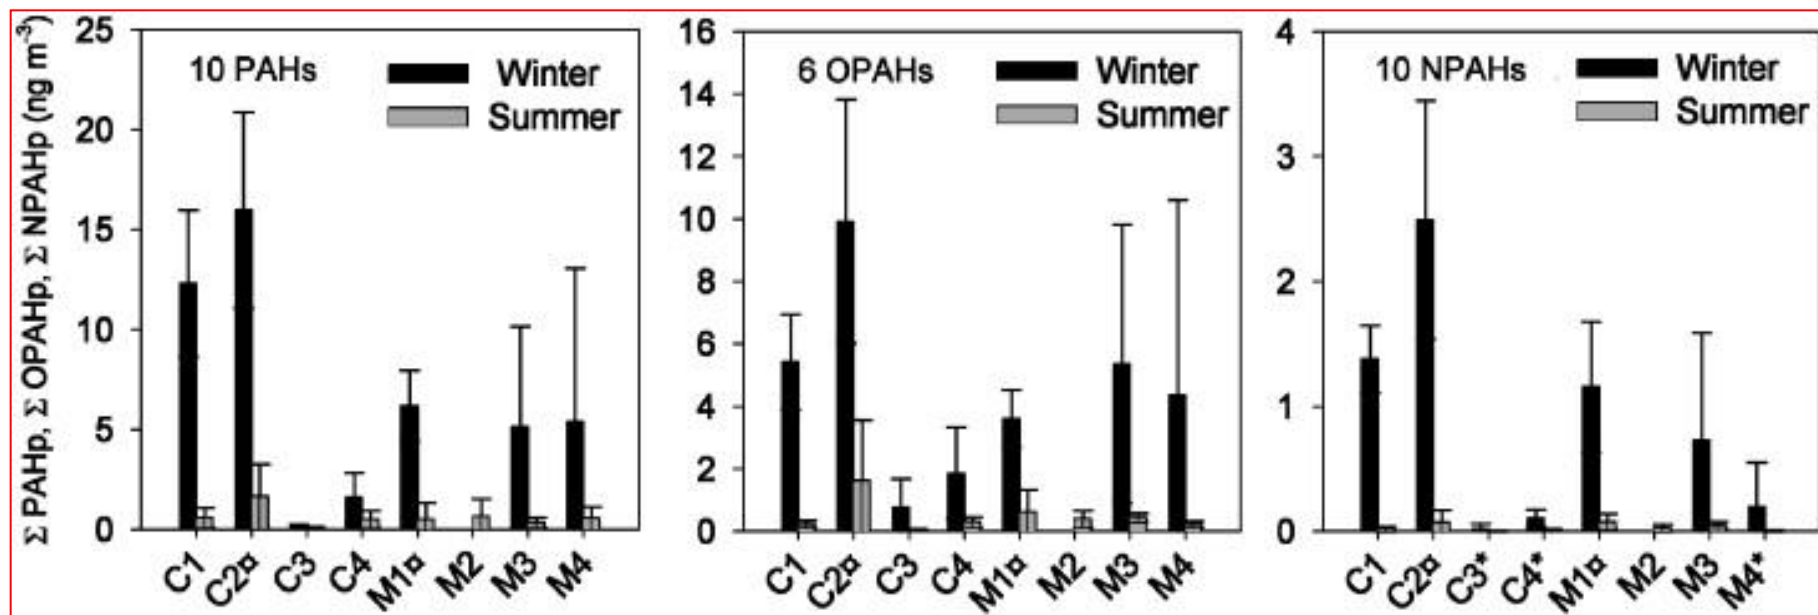 Σ PAHp, Σ OPAHp, Σ NPAHp (ng m⁻³)
25
20
15
10
5
0
10 PAHs
Winter
Summer
C1 C2¤ C3 C4 M1¤ M2 M3 M4
16
14
12
10
8
6
4
2
0
6 OPAHs
Winter
Summer
C1 C2¤ C3 C4 M1¤ M2 M3 M4
4
3
2
1
0
10 NPAHs
Winter
Summer
C1 C2¤ C3* C4* M1¤ M2 M3 M4*